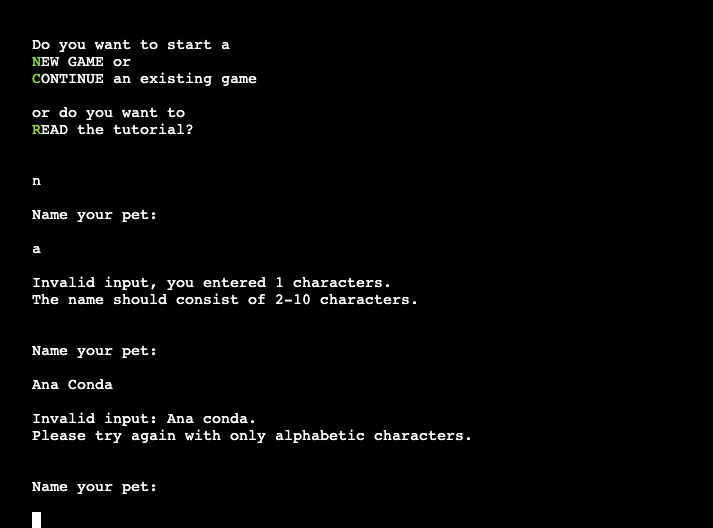 Do you want to start a
NEW GAME or
CONTINUE an existing game
or do you want to
READ the tutorial?
n
Name your pet:
a
Invalid input, you entered 1 characters.
The name should consist of 2-10 characters.
Name your pet:
Ana Conda
Invalid input: Ana conda.
Please try again with only alphabetic characters.
Name your pet: